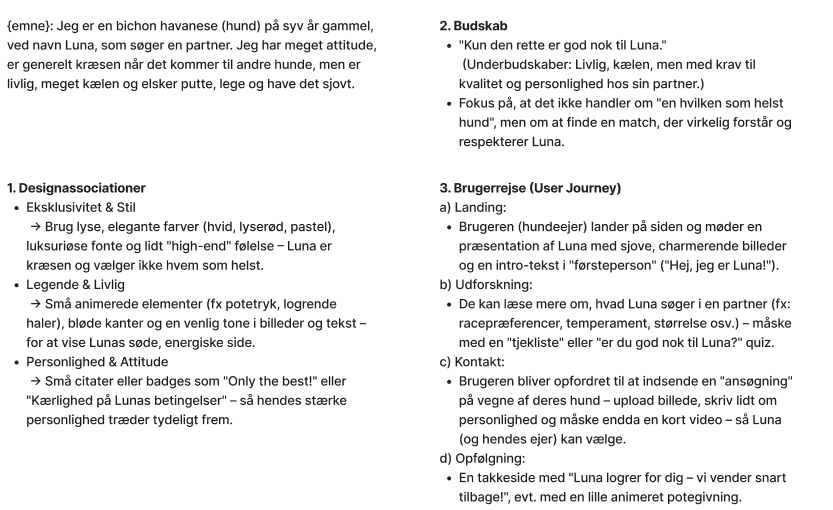 {emne}: Jeg er en bichon havanese (hund) på syv år gammel,
ved navn Luna, som søger en partner. Jeg har meget attitude,
er generelt kræsen når det kommer til andre hunde, men er
livlig, meget kælen og elsker putte, lege og have det sjovt.
1. Designassociationer
• Eksklusivitet & Stil
→ Brug lyse, elegante farver (hvid, lyserød, pastel),
luksuriøse fonte og lidt "high-end" følelse – Luna er
kræsen og vælger ikke hvem som helst.
• Legende & Livlig
→ Små animerede elementer (fx potetryk, logrende
haler), bløde kanter og en venlig tone i billeder og tekst –
for at vise Lunas søde, energiske side.
• Personlighed & Attitude
→ Små citater eller badges som "Only the best!" eller
"Kærlighed på Lunas betingelser" – så hendes stærke
personlighed træder tydeligt frem.
2. Budskab
• "Kun den rette er god nok til Luna."
(Underbudskaber: Livlig, kælen, men med krav til
kvalitet og personlighed hos sin partner.)
• Fokus på, at det ikke handler om "en hvilken som helst
hund", men om at finde en match, der virkelig forstår og
respekterer Luna.
3. Brugerrejse (User Journey)
a) Landing:
• Brugeren (hundeejer) lander på siden og møder en
præsentation af Luna med sjove, charmerende billeder
og en intro-tekst i "førsteperson" ("Hej, jeg er Luna!").
b) Udforskning:
• De kan læse mere om, hvad Luna søger i en partner (fx:
racepræferencer, temperament, størrelse osv.) – måske
med en "tjekliste" eller "er du god nok til Luna?" quiz.
c) Kontakt:
• Brugeren bliver opfordret til at indsende en "ansøgning"
på vegne af deres hund – upload billede, skriv lidt om
personlighed og måske endda en kort video – så Luna
(og hendes ejer) kan vælge.
d) Opfølgning:
• En takkeside med "Luna logrer for dig – vi vender snart
tilbage!", evt. med en lille animeret potegivning.